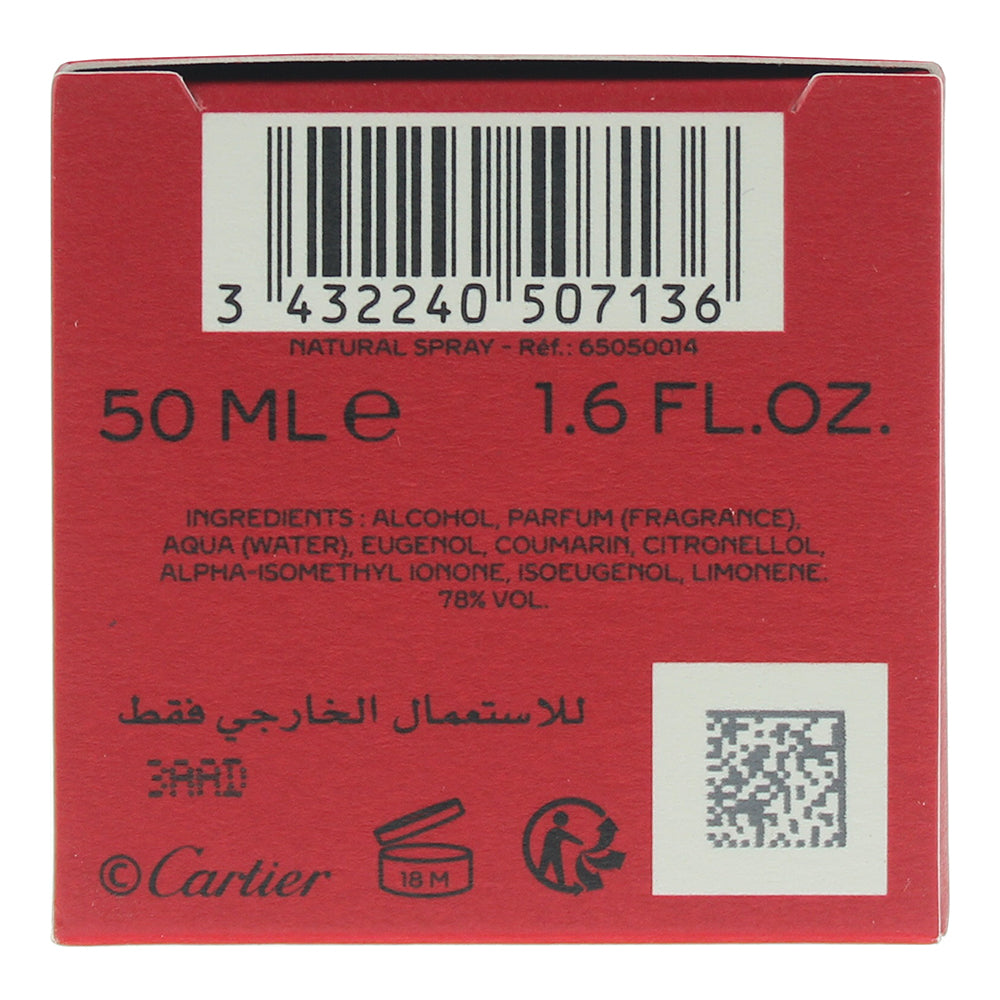 3 432240 507136
NATURAL SPRAY - Réf.: 65050014
50 ML ℮ 1.6 FL.OZ.
INGREDIENTS : ALCOHOL, PARFUM (FRAGRANCE),
AQUA (WATER), EUGENOL, COUMARIN, CITRONELLOL,
ALPHA-ISOMETHYL IONONE, ISOEUGENOL, LIMONENE.
78% VOL.
للاستعمال الخارجي فقط
3AAD
©Cartier
18 M